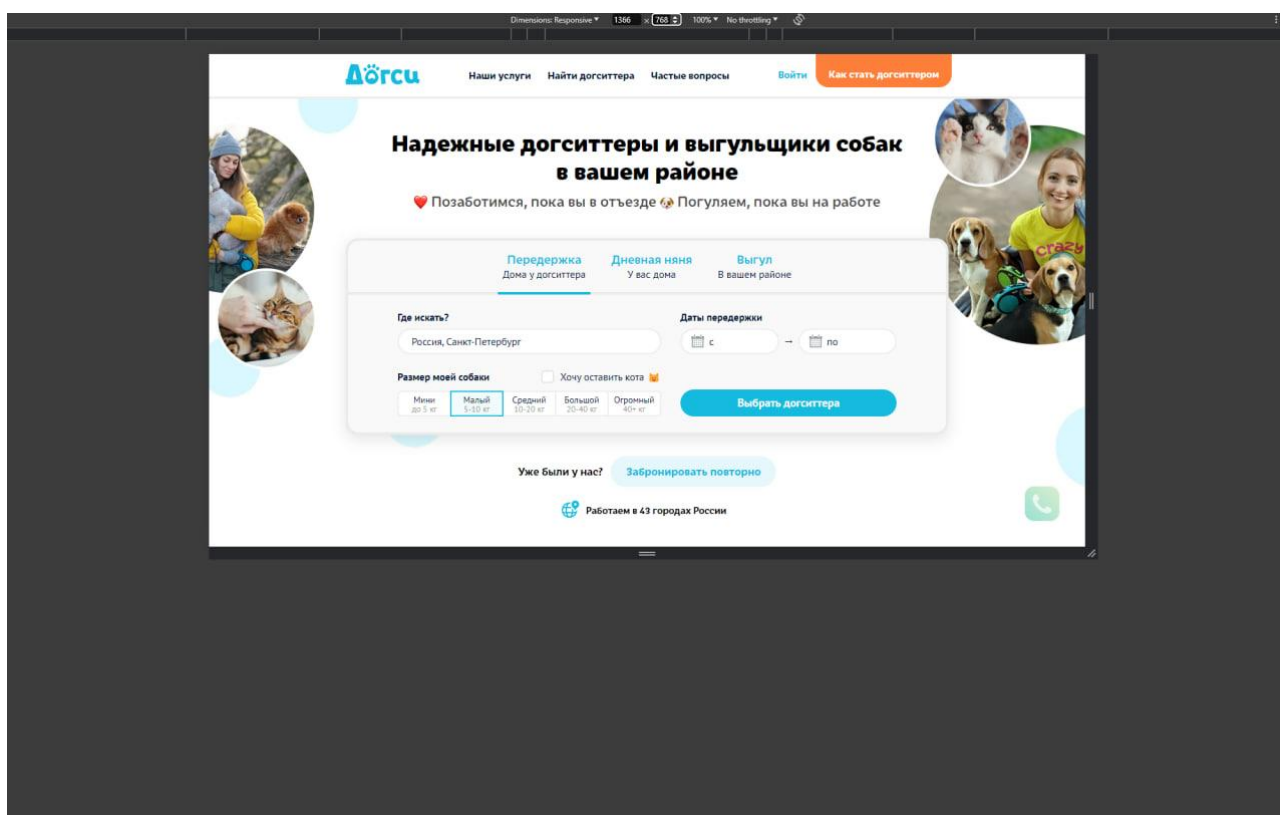 Dimensions: Responsive 1366 x 768 100% No throttling
Дögси Наши услуги Найти догситтера Частые вопросы Войти Как стать догситтером
Надежные догситтеры и выгульщики собак
в вашем районе
❤️ Позаботимся, пока вы в отъезде 🐶 Погуляем, пока вы на работе
Передержка Дневная няня Выгул
Дома у догситтера У вас дома В вашем районе
Где искать? Даты передержки
Россия, Санкт-Петербург с → по
Размер моей собаки Хочу оставить кота
Мини Малый Средний Большой Огромный
до 5 кг 5-10 кг 10-20 кг 20-40 кг 40+ кг
Выбрать догситтера
Уже были у нас? Забронировать повторно
Работаем в 43 городах России
crazy